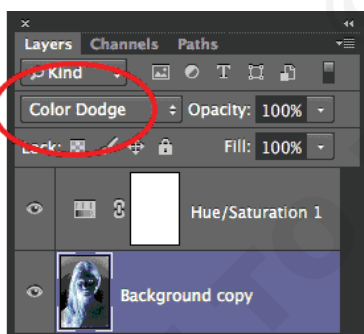 Layers Channels Paths
Kind T
Color Dodge Opacity: 100%
Lock: Fill: 100%
Hue/Saturation 1
Background copy